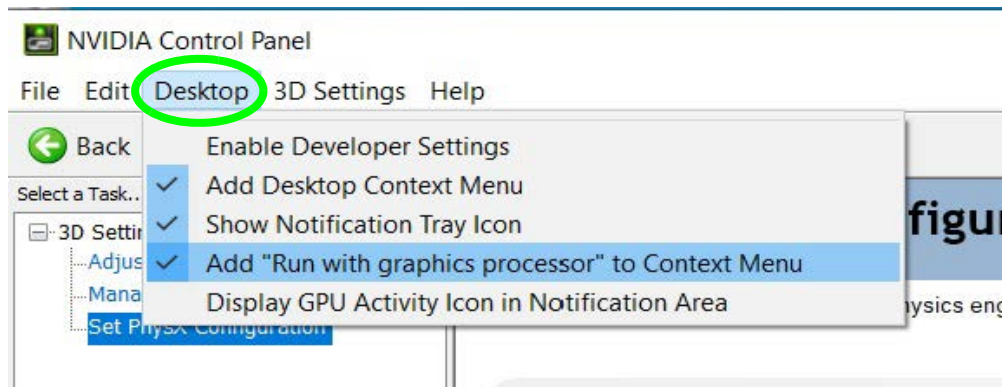 NVIDIA Control Panel
File Edit Desktop 3D Settings Help
Back
Enable Developer Settings
Select a Task...
Add Desktop Context Menu
Show Notification Tray Icon
3D Settin
Adjus
Add "Run with graphics processor" to Context Menu
Mana
Display GPU Activity Icon in Notification Area
Set PhysX Configuration
figur
ysics eng